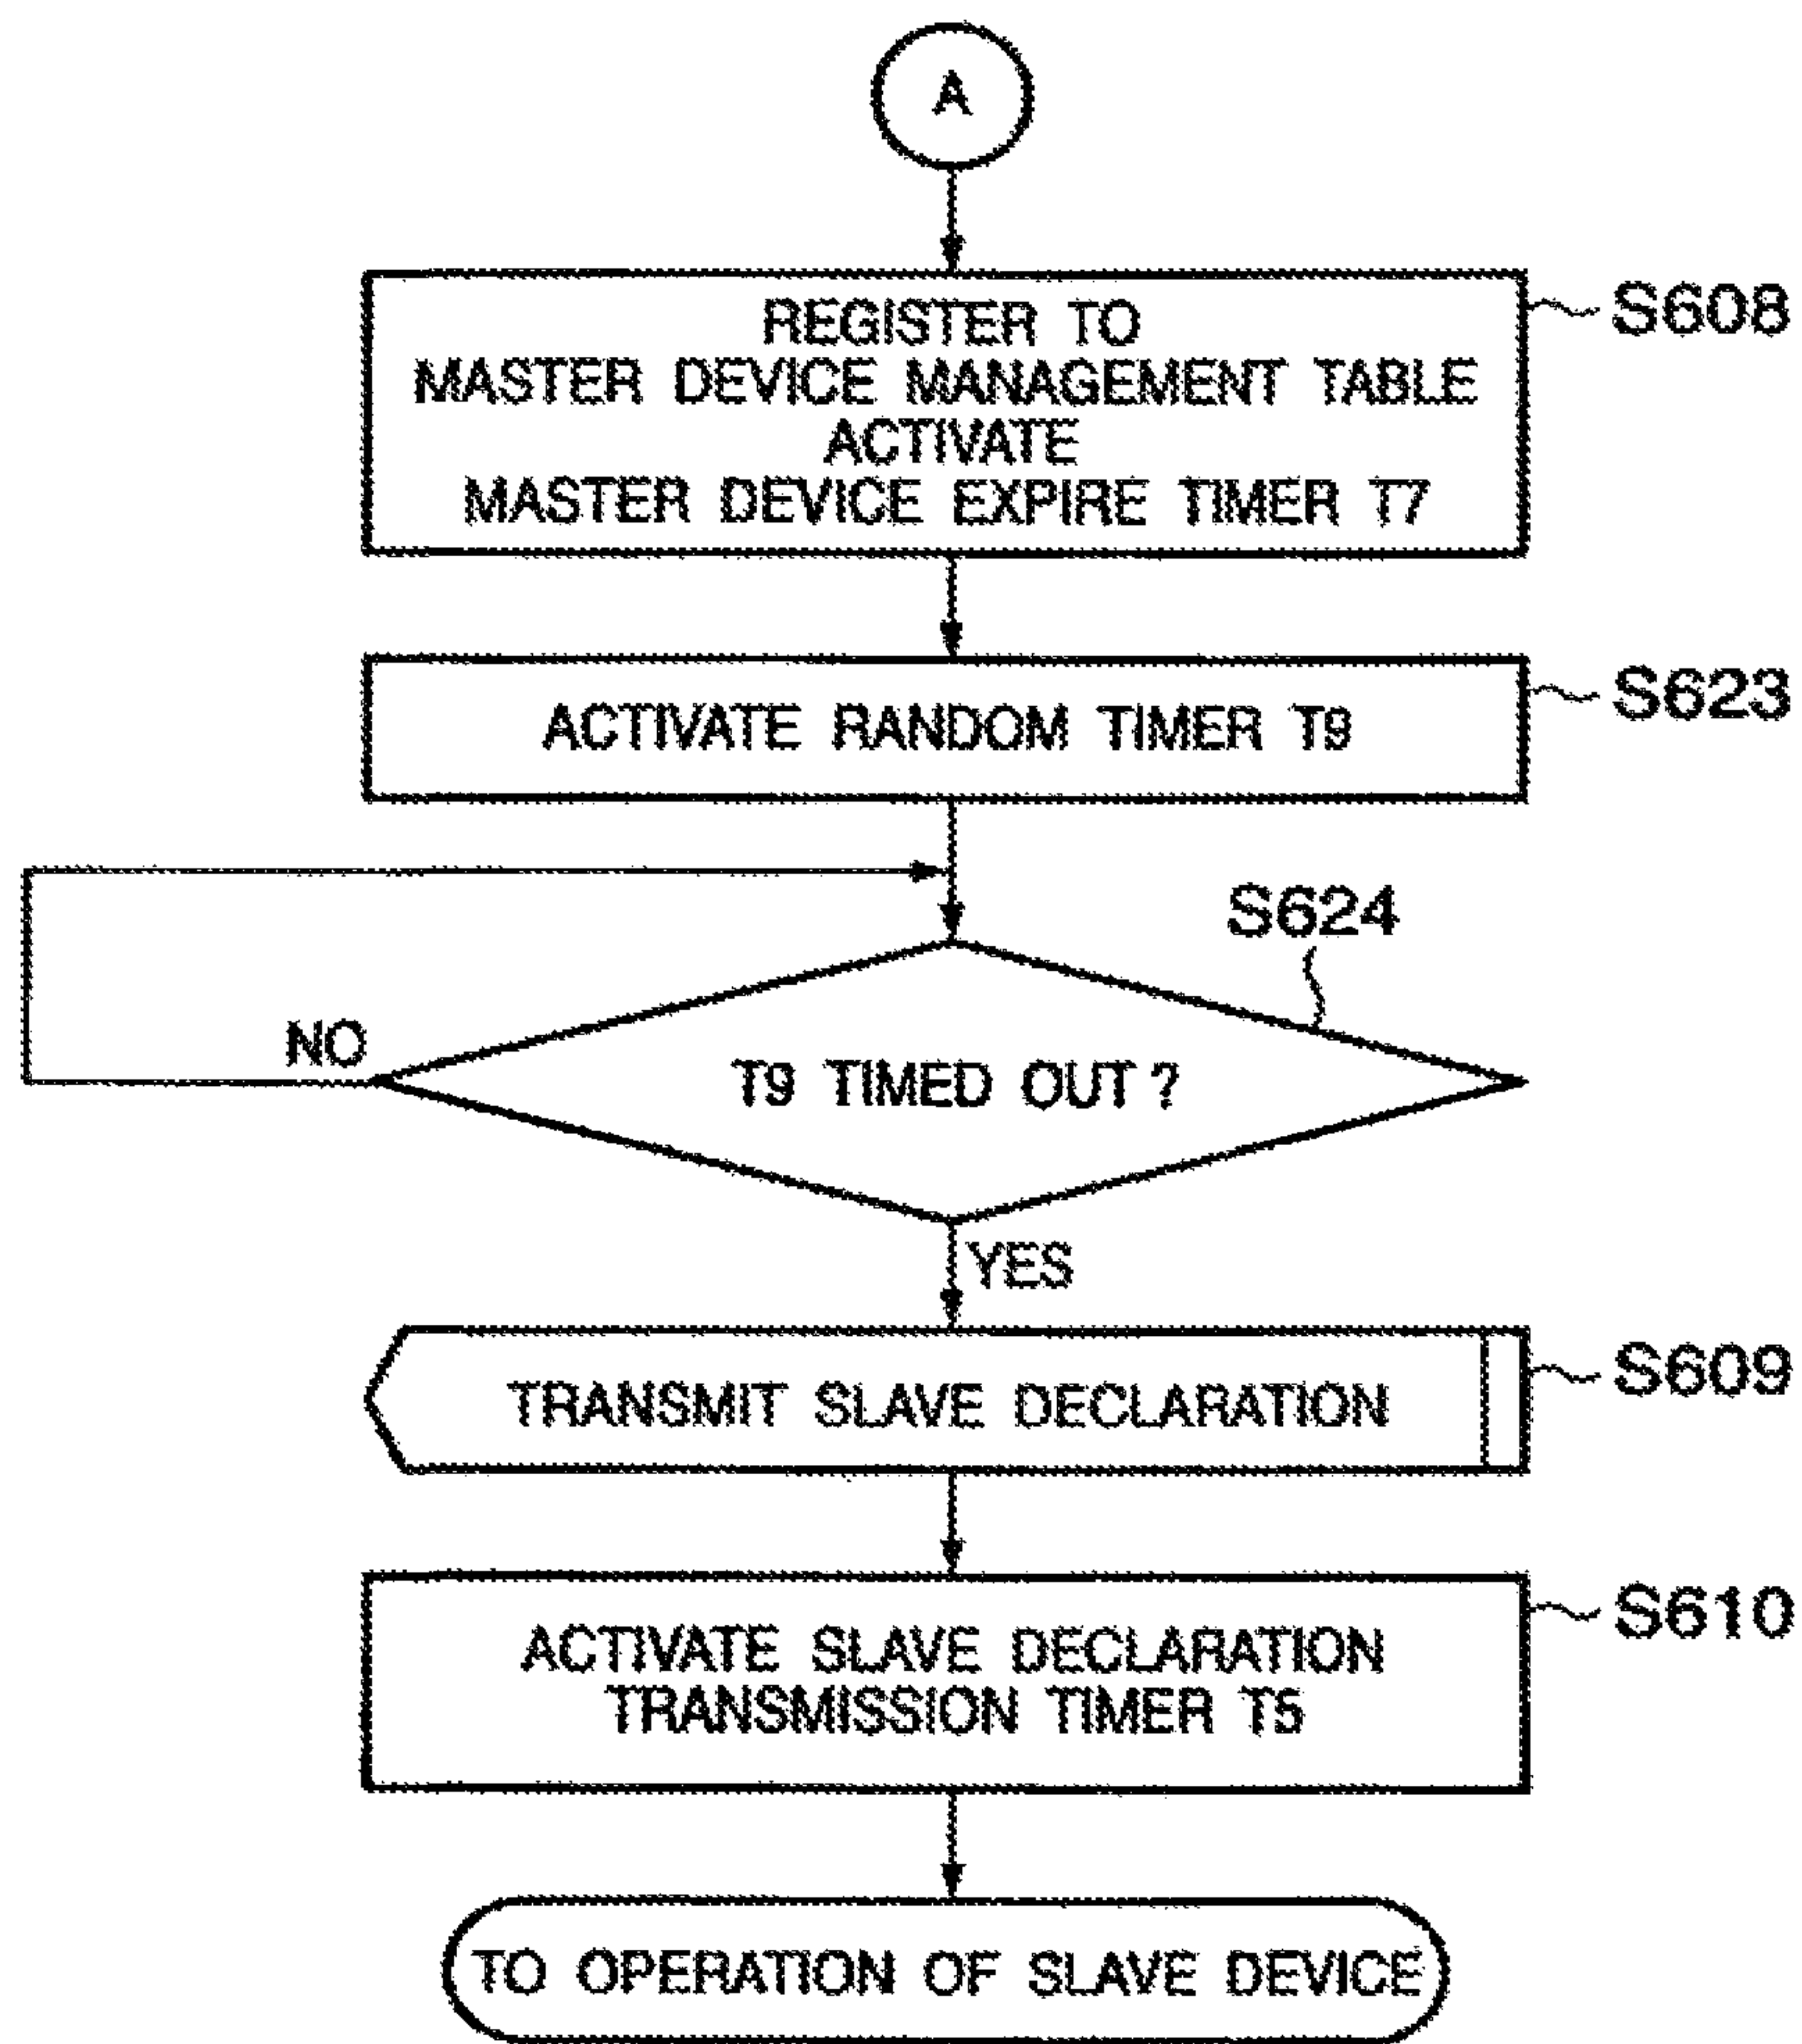 A
REGISTER TO
MASTER DEVICE MANAGEMENT TABLE
ACTIVATE
MASTER DEVICE EXPIRE TIMER T7
S608
ACTIVATE RANDOM TIMER T9
S623
S624
NO
T9 TIMED OUT ?
YES
TRANSMIT SLAVE DECLARATION
S609
ACTIVATE SLAVE DECLARATION
TRANSMISSION TIMER T5
S610
TO OPERATION OF SLAVE DEVICE